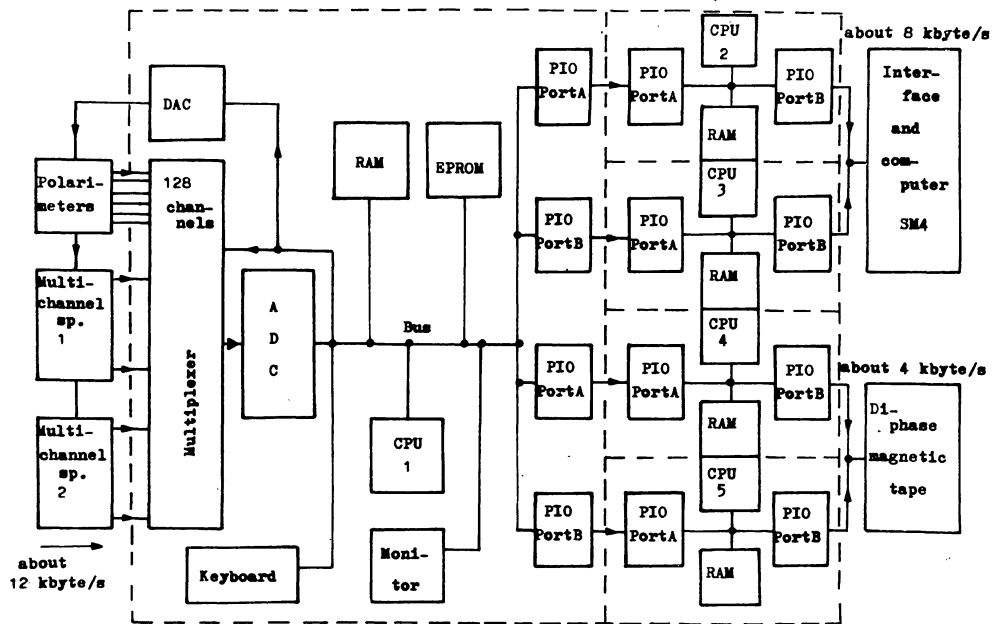 DAC
Polari-
meters
Multi-
channel
sp.
1
Multi-
channel
sp.
2
about
12 kbyte/s
128
chan-
nels
Multiplexer
A
D
C
Keyboard
RAM
EPROM
Bus
CPU
1
Moni-
tor
PIO
PortA
PIO
PortB
PIO
PortA
PIO
PortB
PIO
PortA
CPU
2
PIO
PortB
RAM
CPU
3
PIO
PortA
PIO
PortB
RAM
CPU
4
PIO
PortA
PIO
PortB
RAM
CPU
5
PIO
PortA
PIO
PortB
RAM
about 8 kbyte/s
Inter-
face
and
com-
puter
SM4
about 4 kbyte/s
Di-
phase
magnetic
tape